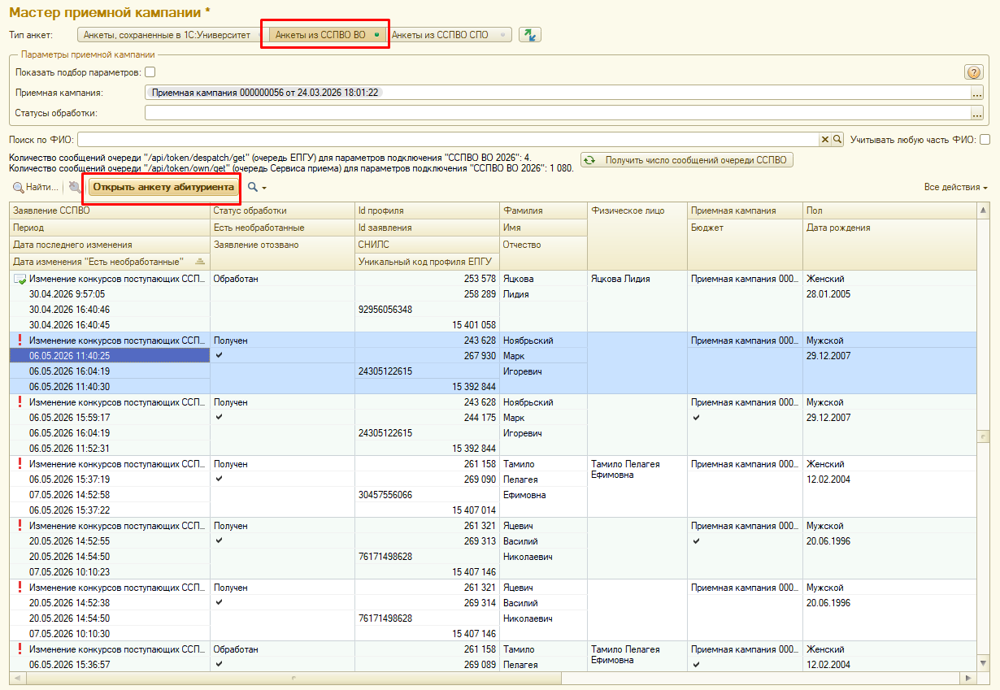 Мастер приемной кампании *
Тип анкет: Анкеты, сохраненные в 1С:Университет Анкеты из ССПВО ВО Анкеты из ССПВО СПО
Параметры приемной кампании
Показать подбор параметров: ?
Приемная кампания: Приемная кампания 000000056 от 24.03.2026 18:01:22 ...
Статусы обработки: ...
Поиск по ФИО: Учитывать любую часть ФИО:
Количество сообщений очереди "/api/token/despatch/get" (очередь ЕПГУ) для параметров подключения "ССПВО ВО 2026": 4.
Количество сообщений очереди "/api/token/own/get" (очередь Сервиса приема) для параметров подключения "ССПВО ВО 2026": 1 080.
Получить число сообщений очереди ССПВО
Найти... Открыть анкету абитуриента Все действия
Заявление ССПВО Статус обработки Id профиля Фамилия Физическое лицо Приемная кампания Пол
Период Есть необработанные Id заявления Имя Бюджет Дата рождения
Дата последнего изменения Заявление отозвано СНИЛС Отчество
Дата изменения "Есть необработанные" Уникальный код профиля ЕПГУ
Изменение конкурсов поступающих ССП... Обработан 253 578 Яцкова Яцкова Лидия Приемная кампания 000... Женский
30.04.2026 9:57:05 258 289 Лидия 28.01.2005
30.04.2026 16:40:46 92956056348
30.04.2026 16:40:45 15 401 058
Изменение конкурсов поступающих ССП... Получен 243 628 Ноябрьский Приемная кампания 000... Мужской
06.05.2026 11:40:25 267 930 Марк 29.12.2007
06.05.2026 16:04:19 24305122615 Игоревич
06.05.2026 11:40:30 15 392 844
Изменение конкурсов поступающих ССП... Получен 243 628 Ноябрьский Приемная кампания 000... Мужской
06.05.2026 15:59:17 244 175 Марк 29.12.2007
06.05.2026 16:04:19 24305122615 Игоревич
06.05.2026 11:52:31 15 392 844
Изменение конкурсов поступающих ССП... Получен 261 158 Тамило Тамило Пелагея Приемная кампания 000... Женский
06.05.2026 15:37:19 269 090 Пелагея Ефимовна 12.02.2004
07.05.2026 14:52:58 30457556066 Ефимовна
06.05.2026 15:37:22 15 407 014
Изменение конкурсов поступающих ССП... Получен 261 321 Яцевич Приемная кампания 000... Мужской
20.05.2026 14:52:55 269 313 Василий 20.06.1996
20.05.2026 14:54:50 76171498628 Николаевич
07.05.2026 10:10:23 15 407 146
Изменение конкурсов поступающих ССП... Получен 261 321 Яцевич Приемная кампания 000... Мужской
20.05.2026 14:52:38 269 314 Василий 20.06.1996
20.05.2026 14:54:50 76171498628 Николаевич
07.05.2026 10:10:30 15 407 146
Изменение конкурсов поступающих ССП... Обработан 261 158 Тамило Тамило Пелагея Приемная кампания 000... Женский
06.05.2026 15:36:57 269 089 Пелагея Ефимовна 12.02.2004